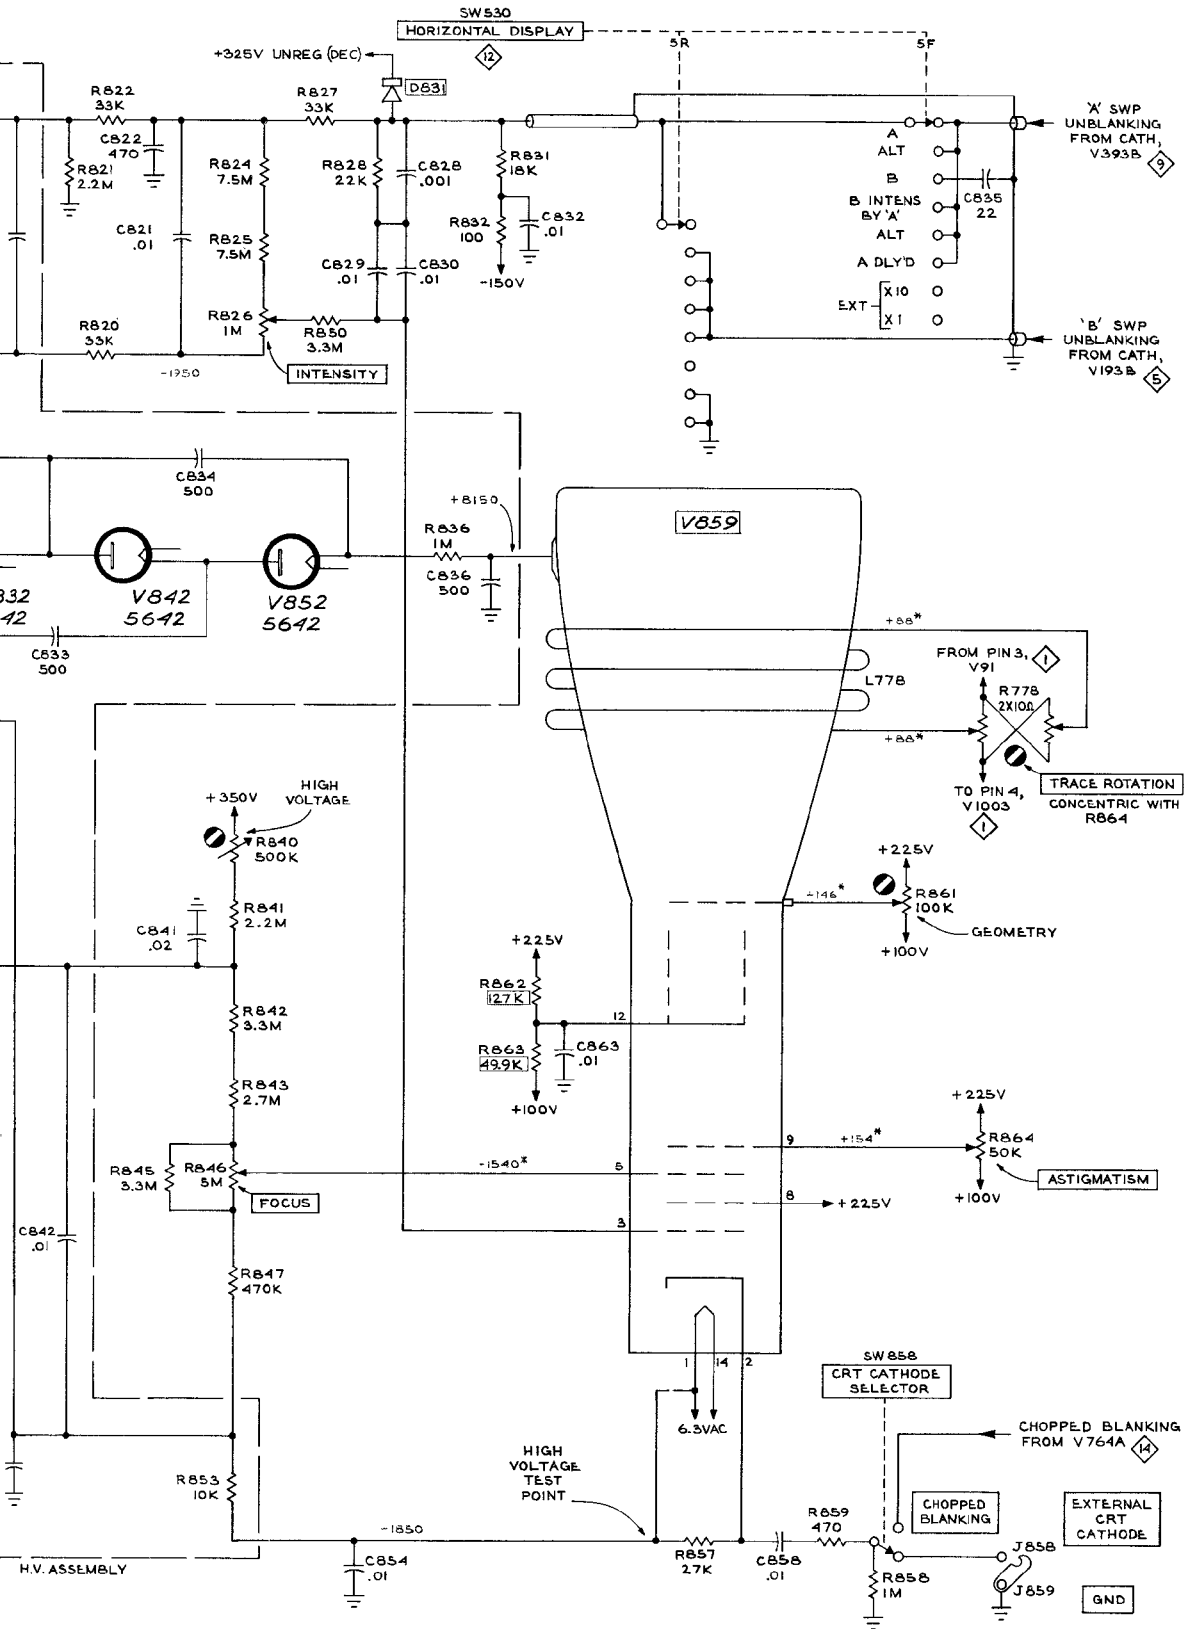 SW530
HORIZONTAL DISPLAY
12
5R
5F
+325V UNREG (DEC)
D831
R822
33K
R827
33K
C822
470
R821
2.2M
R824
7.5M
R828
22K
C828
.001
R831
18K
R832
100
C832
.01
-150V
C821
.01
R825
7.5M
C829
.01
C830
.01
R826
1M
R850
3.3M
INTENSITY
R820
33K
-1950
A
ALT
B
B INTENS
BY 'A'
ALT
A DLY'D
EXT
X10
X1
C835
22
'A' SWP
UNBLANKING
FROM CATH,
V393B
9
'B' SWP
UNBLANKING
FROM CATH,
V193B
5
C834
500
+8150
R836
1M
C836
500
832
42
V842
5642
V852
5642
C833
500
V859
+88*
L778
+88*
FROM PIN 3,
V91
1
R778
2X10Ω
TO PIN 4,
V1003
1
TRACE ROTATION
CONCENTRIC WITH
R864
+350V
HIGH
VOLTAGE
R840
500K
R841
2.2M
C841
.02
R842
3.3M
R843
2.7M
R845
3.3M
R846
5M
FOCUS
C842
.01
R847
470K
+225V
R862
127K
12
R863
49.9K
C863
.01
+100V
+146*
+225V
R861
100K
GEOMETRY
+100V
-1540*
5
9
+154*
8
+225V
3
+225V
R864
50K
ASTIGMATISM
+100V
1
14
2
6.3VAC
SW858
CRT CATHODE
SELECTOR
CHOPPED BLANKING
FROM V764A
14
HIGH
VOLTAGE
TEST
POINT
R853
10K
-1850
C854
.01
H.V. ASSEMBLY
R857
27K
C858
.01
R859
470
R858
1M
CHOPPED
BLANKING
EXTERNAL
CRT
CATHODE
J858
J859
GND